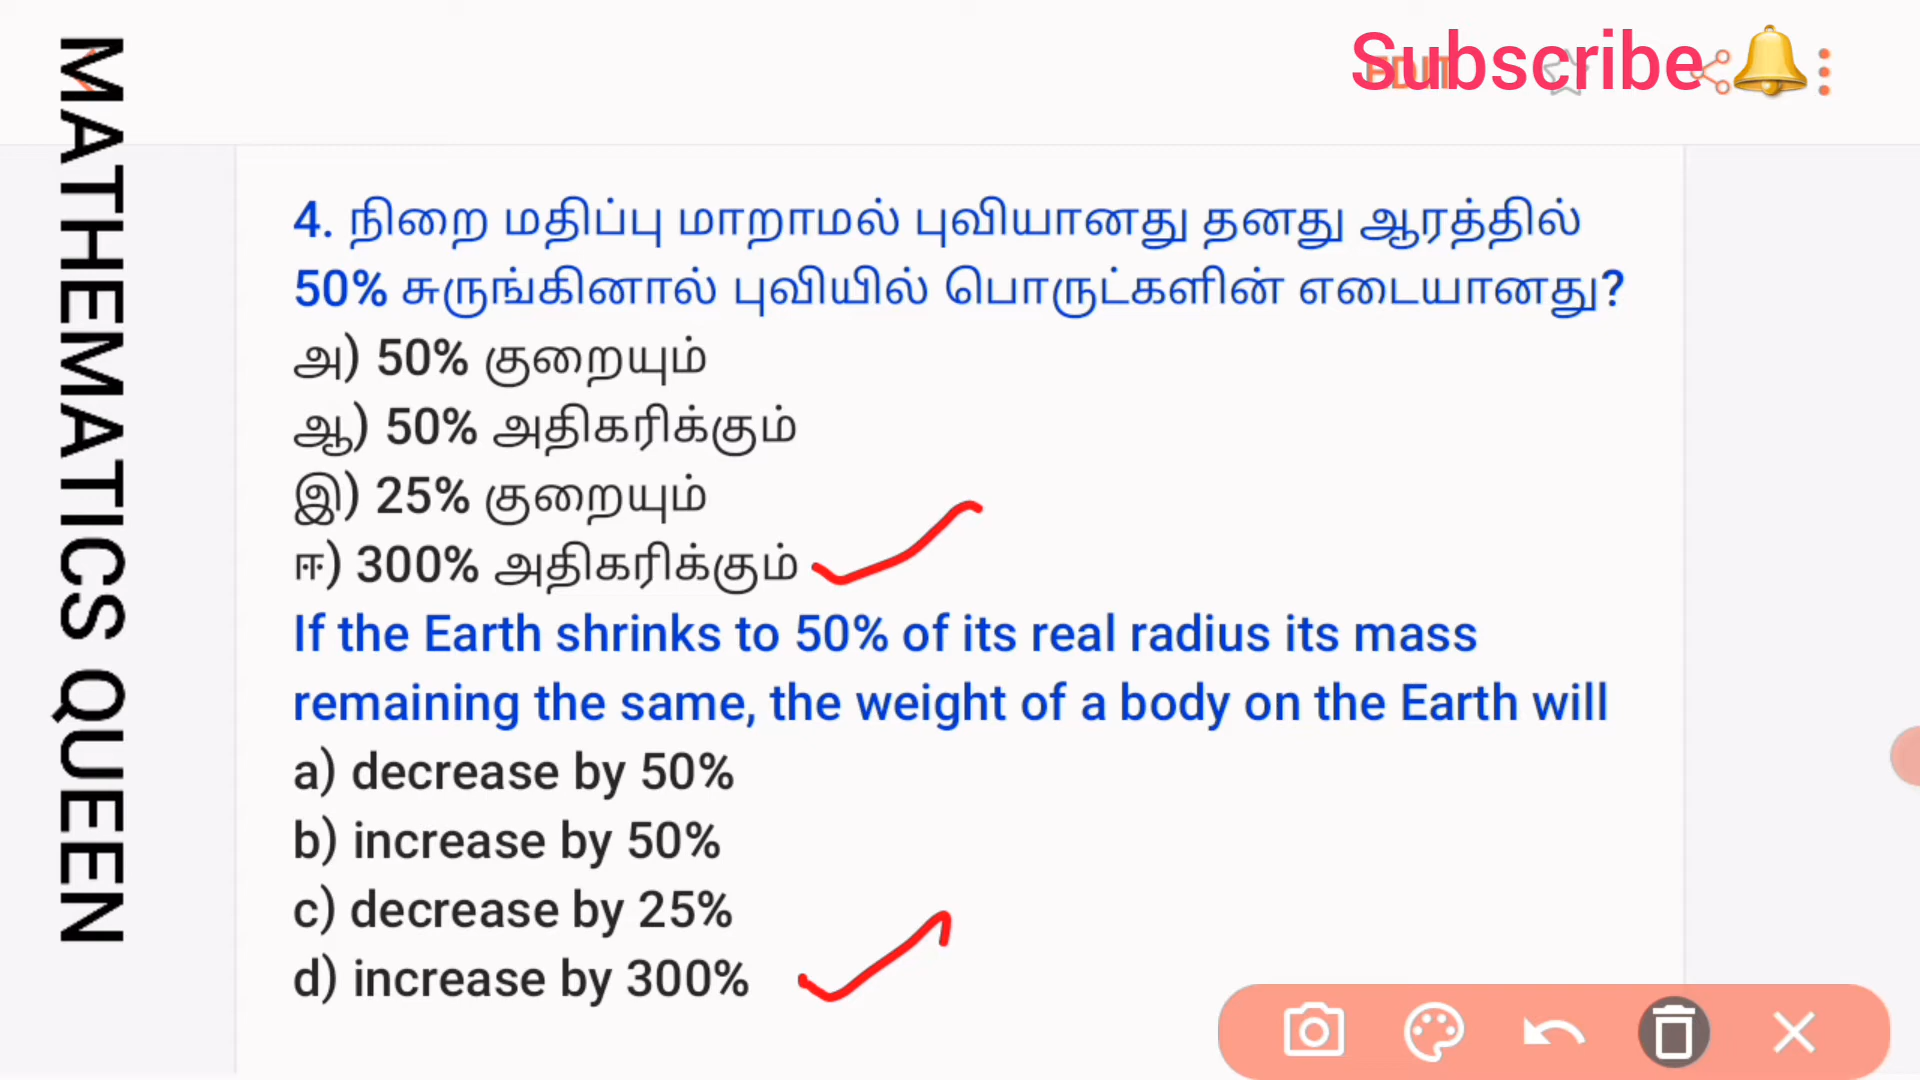 Subscribe🔔
MATHEMATICS QUEEN
4. நிறை மதிப்பு மாறாமல் புவியானது தனது ஆரத்தில்
50% சுருங்கினால் புவியில் பொருட்களின் எடையானது?
அ) 50% குறையும்
ஆ) 50% அதிகரிக்கும்
இ) 25% குறையும்
ஈ) 300% அதிகரிக்கும்
If the Earth shrinks to 50% of its real radius its mass
remaining the same, the weight of a body on the Earth will
a) decrease by 50%
b) increase by 50%
c) decrease by 25%
d) increase by 300%